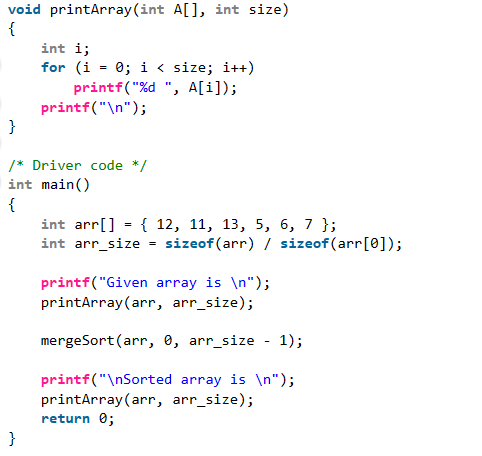 void printArray(int A[], int size)
{
    int i;
    for (i = 0; i < size; i++)
        printf("%d ", A[i]);
    printf("\n");
}

/* Driver code */
int main()
{
    int arr[] = { 12, 11, 13, 5, 6, 7 };
    int arr_size = sizeof(arr) / sizeof(arr[0]);

    printf("Given array is \n");
    printArray(arr, arr_size);

    mergeSort(arr, 0, arr_size - 1);

    printf("\nSorted array is \n");
    printArray(arr, arr_size);
    return 0;
}